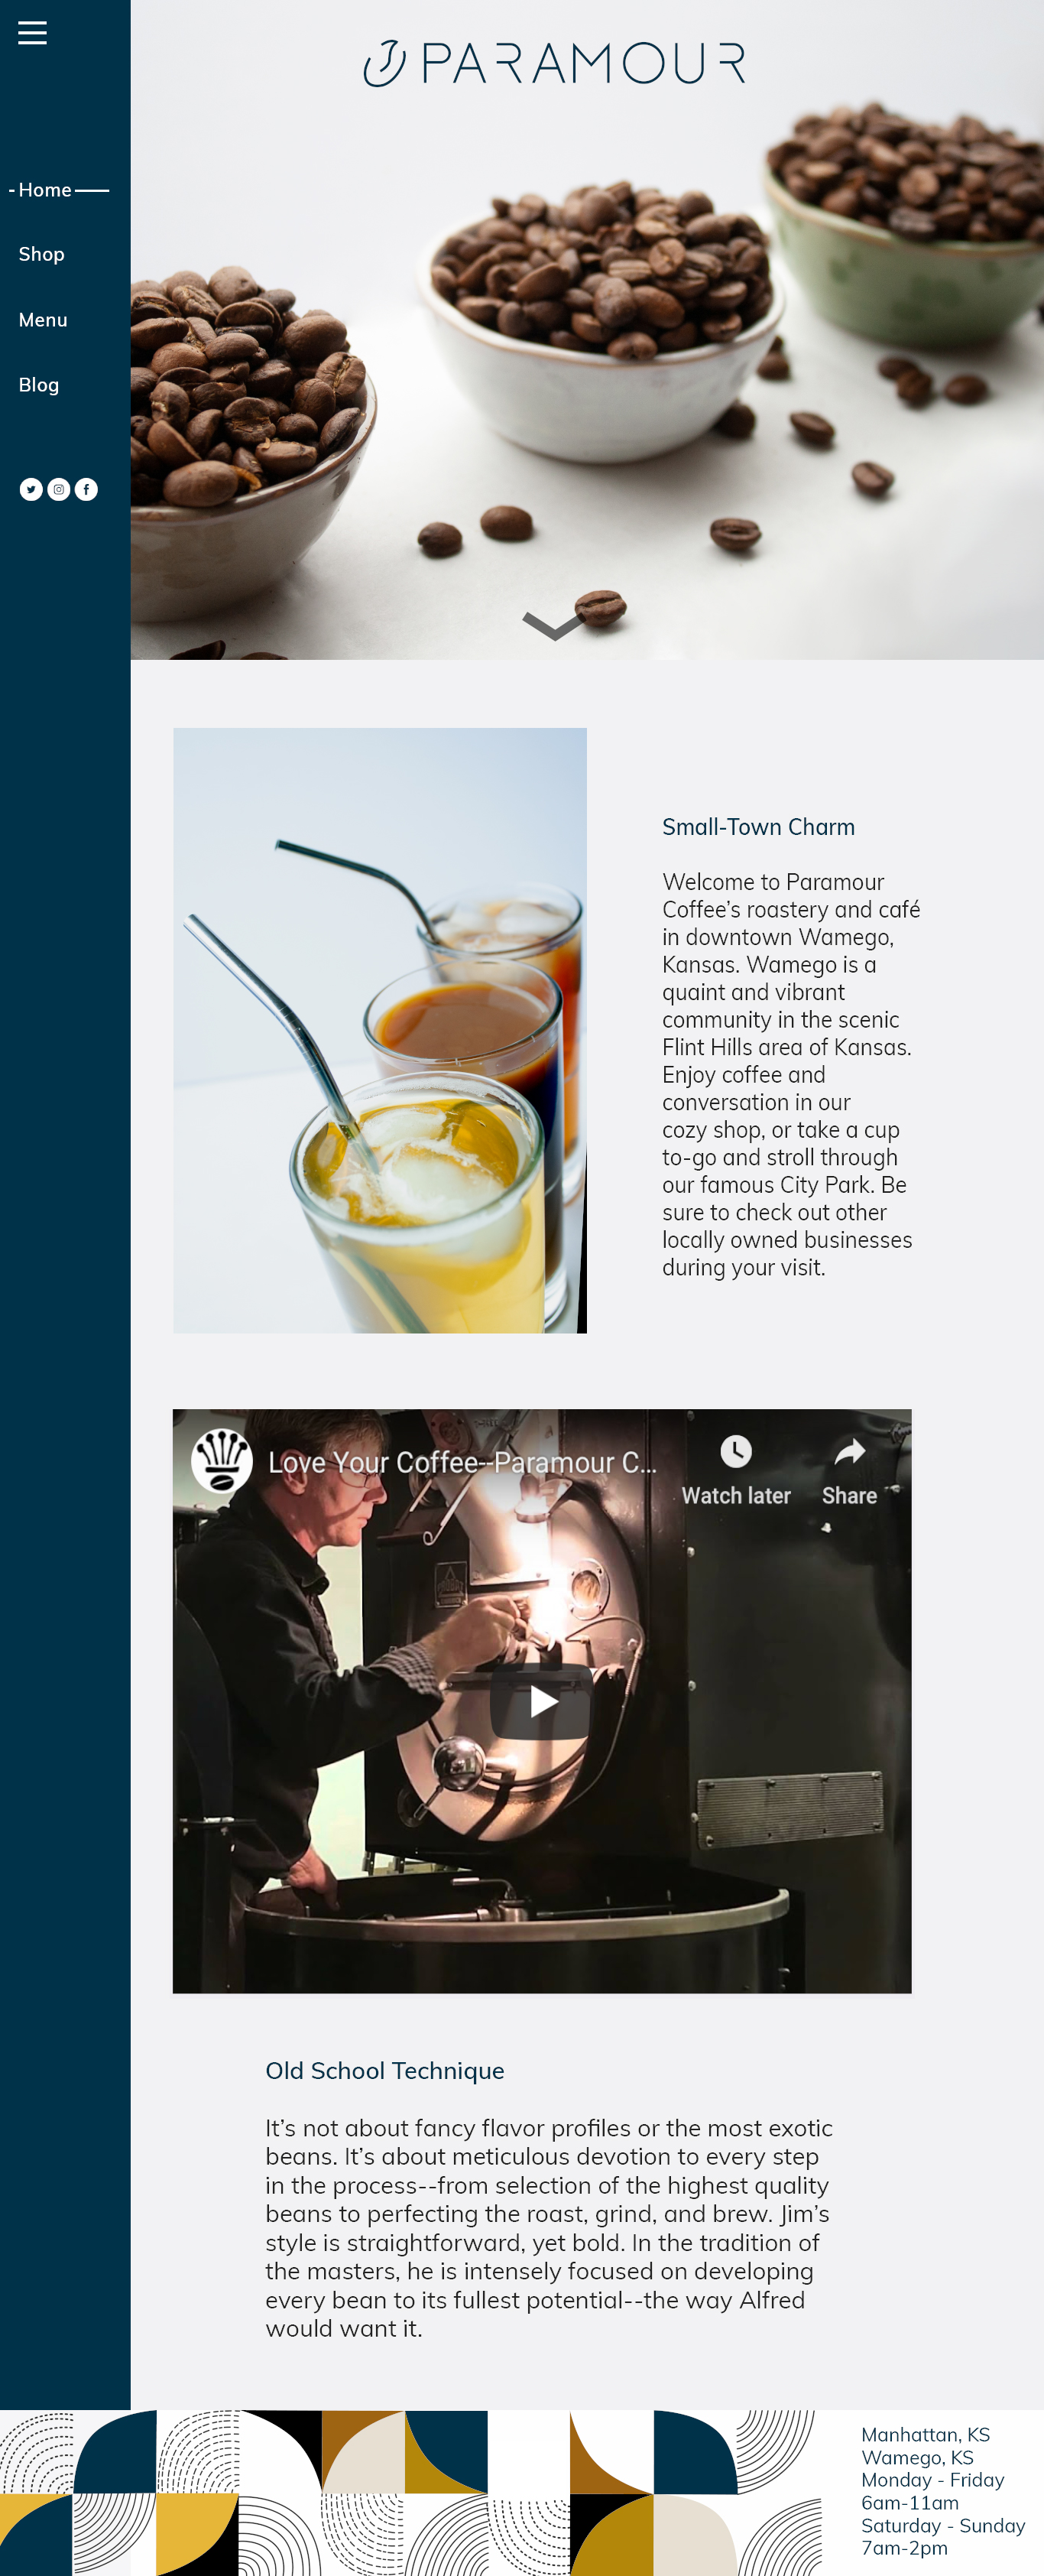 PARAMOUR
Home
Shop
Menu
Blog
Small-Town Charm
Welcome to Paramour
Coffee’s roastery and café
in downtown Wamego,
Kansas. Wamego is a
quaint and vibrant
community in the scenic
Flint Hills area of Kansas.
Enjoy coffee and
conversation in our
cozy shop, or take a cup
to-go and stroll through
our famous City Park. Be
sure to check out other
locally owned businesses
during your visit.
Love Your Coffee--Paramour C...
Watch later
Share
Old School Technique
It’s not about fancy flavor profiles or the most exotic
beans. It’s about meticulous devotion to every step
in the process--from selection of the highest quality
beans to perfecting the roast, grind, and brew. Jim’s
style is straightforward, yet bold. In the tradition of
the masters, he is intensely focused on developing
every bean to its fullest potential--the way Alfred
would want it.
Manhattan, KS
Wamego, KS
Monday - Friday
6am-11am
Saturday - Sunday
7am-2pm